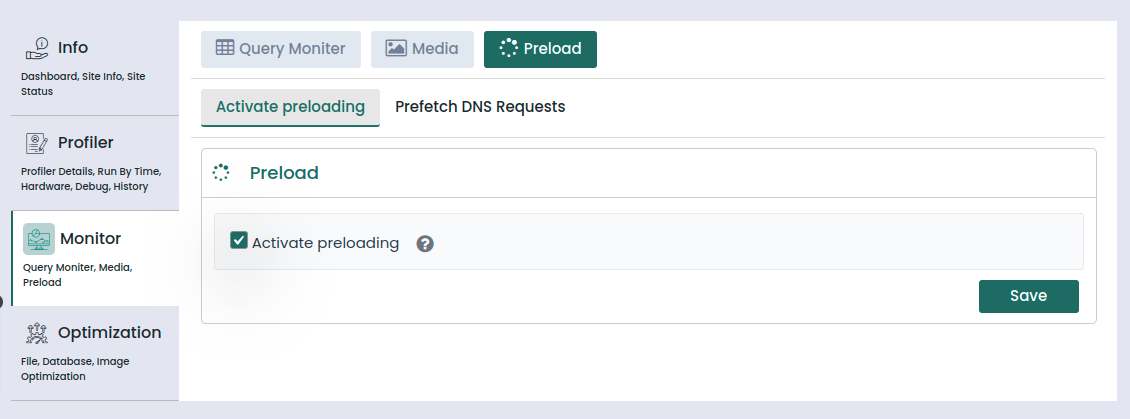 Info
Dashboard, Site Info, Site
Status
Profiler
Profiler Details, Run By Time,
Hardware, Debug, History
Monitor
Query Moniter, Media,
Preload
Optimization
File, Database, Image
Optimization
Query Moniter Media Preload
Activate preloading Prefetch DNS Requests
Preload
Activate preloading ?
Save